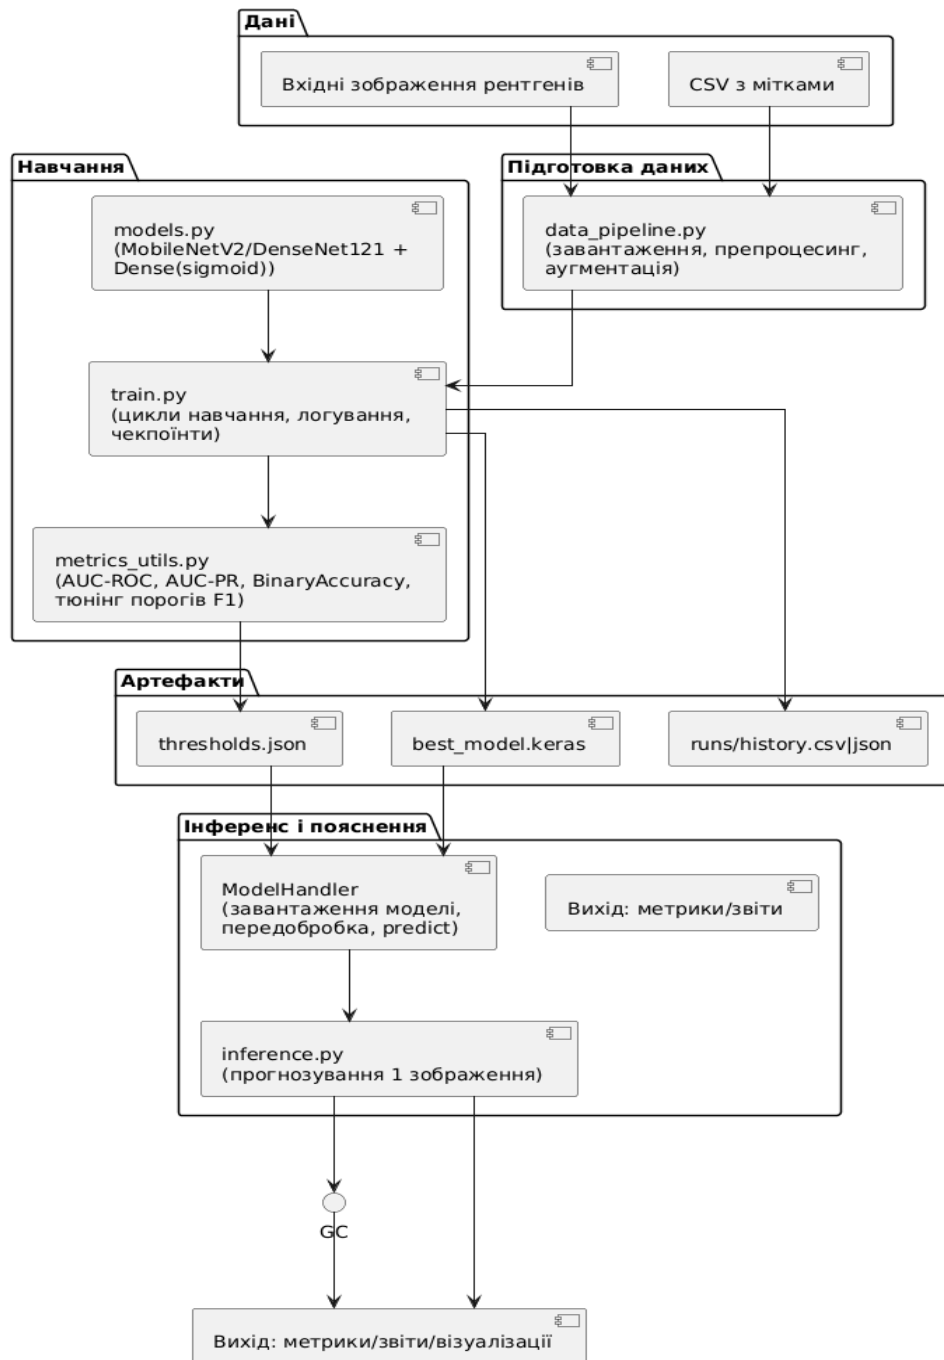 Дані
Вхідні зображення рентгенів
CSV з мітками
Навчання
Підготовка даних
models.py
(MobileNetV2/DenseNet121 +
Dense(sigmoid))
data_pipeline.py
(завантаження, препроцесинг,
аугментація)
train.py
(цикли навчання, логування,
чекпоїнти)
metrics_utils.py
(AUC-ROC, AUC-PR, BinaryAccuracy,
тюнінг порогів F1)
Артефакти
thresholds.json
best_model.keras
runs/history.csv|json
Інференс і пояснення
ModelHandler
(завантаження моделі,
передобробка, predict)
Вихід: метрики/звіти
inference.py
(прогнозування 1 зображення)
GC
Вихід: метрики/звіти/візуалізації